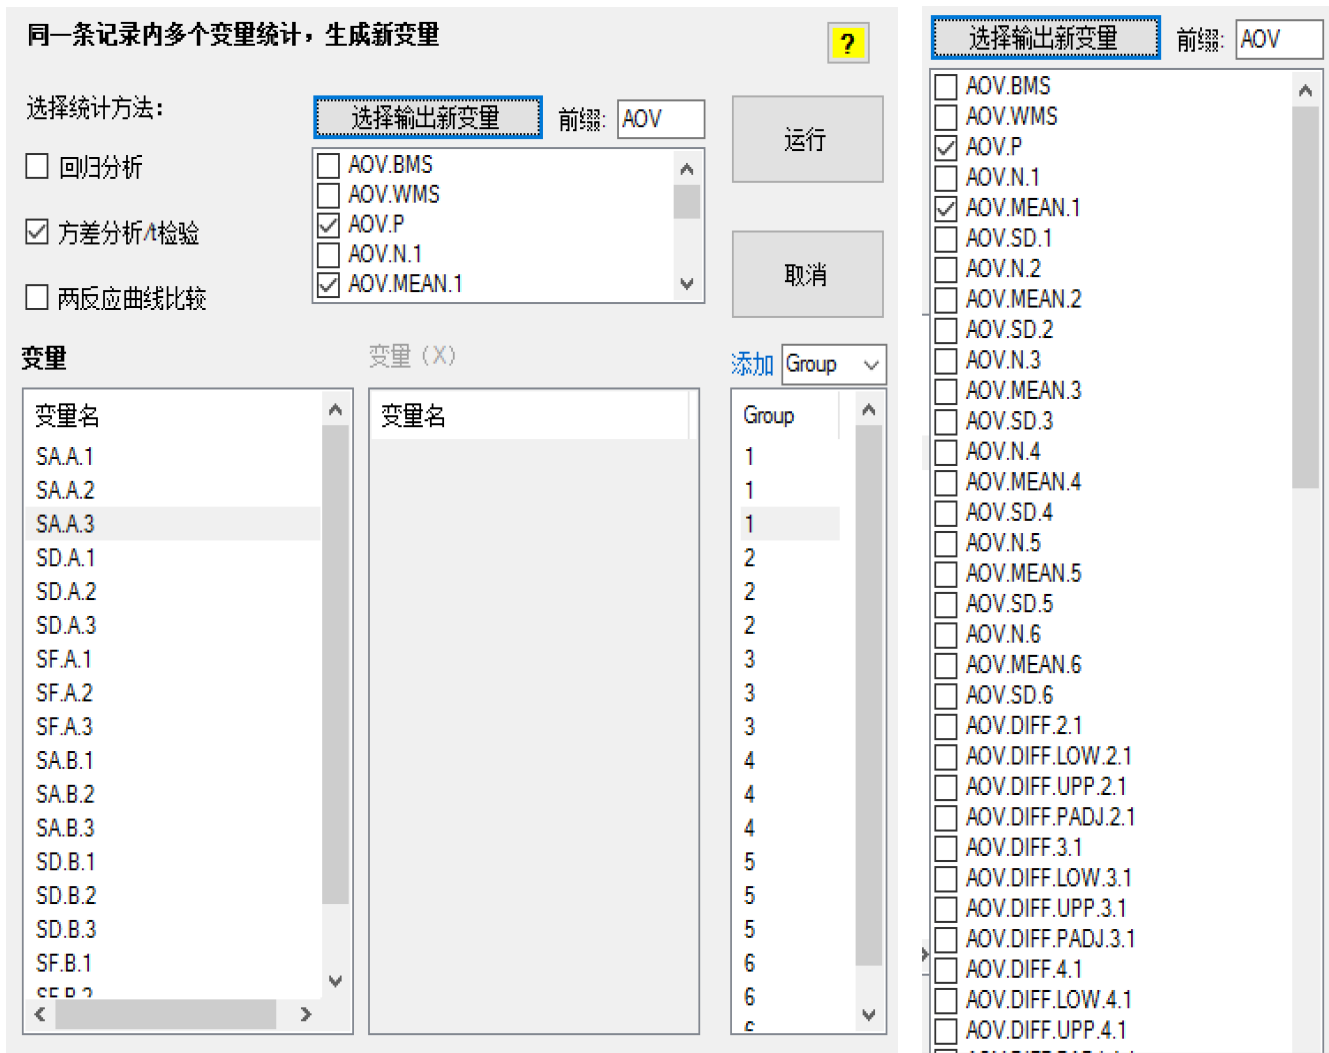 同一条记录内多个变量统计，生成新变量
?
选择统计方法：
选择输出新变量
前缀:
AOV
运行
回归分析
方差分析/t检验
两反应曲线比较
AOV.BMS
AOV.WMS
AOV.P
AOV.N.1
AOV.MEAN.1
取消
变量
变量（X）
添加
Group
变量名
SA.A.1
SA.A.2
SA.A.3
SD.A.1
SD.A.2
SD.A.3
SF.A.1
SF.A.2
SF.A.3
SA.B.1
SA.B.2
SA.B.3
SD.B.1
SD.B.2
SD.B.3
SF.B.1
变量名
Group
1
1
1
2
2
2
3
3
3
4
4
4
5
5
5
6
6
选择输出新变量
前缀:
AOV
AOV.BMS
AOV.WMS
AOV.P
AOV.N.1
AOV.MEAN.1
AOV.SD.1
AOV.N.2
AOV.MEAN.2
AOV.SD.2
AOV.N.3
AOV.MEAN.3
AOV.SD.3
AOV.N.4
AOV.MEAN.4
AOV.SD.4
AOV.N.5
AOV.MEAN.5
AOV.SD.5
AOV.N.6
AOV.MEAN.6
AOV.SD.6
AOV.DIFF.2.1
AOV.DIFF.LOW.2.1
AOV.DIFF.UPP.2.1
AOV.DIFF.PADJ.2.1
AOV.DIFF.3.1
AOV.DIFF.LOW.3.1
AOV.DIFF.UPP.3.1
AOV.DIFF.PADJ.3.1
AOV.DIFF.4.1
AOV.DIFF.LOW.4.1
AOV.DIFF.UPP.4.1